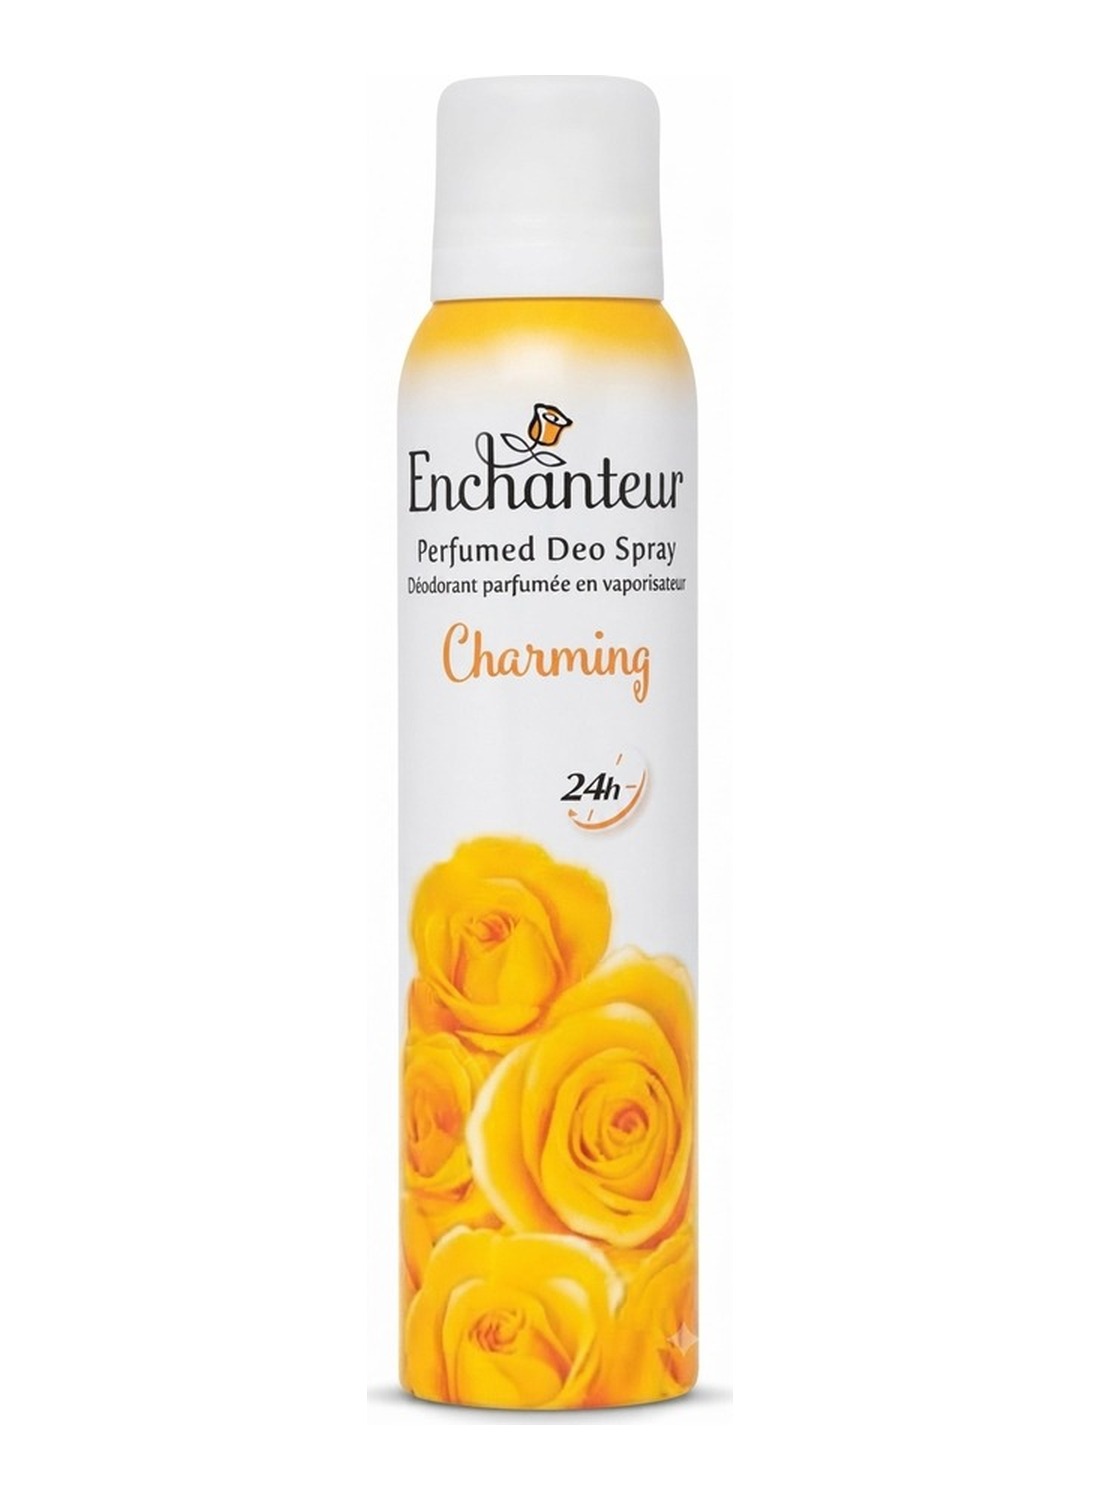 Enchanteur
Perfumed Deo Spray
Déodorant parfumée en vaporisateur
Charming
24h